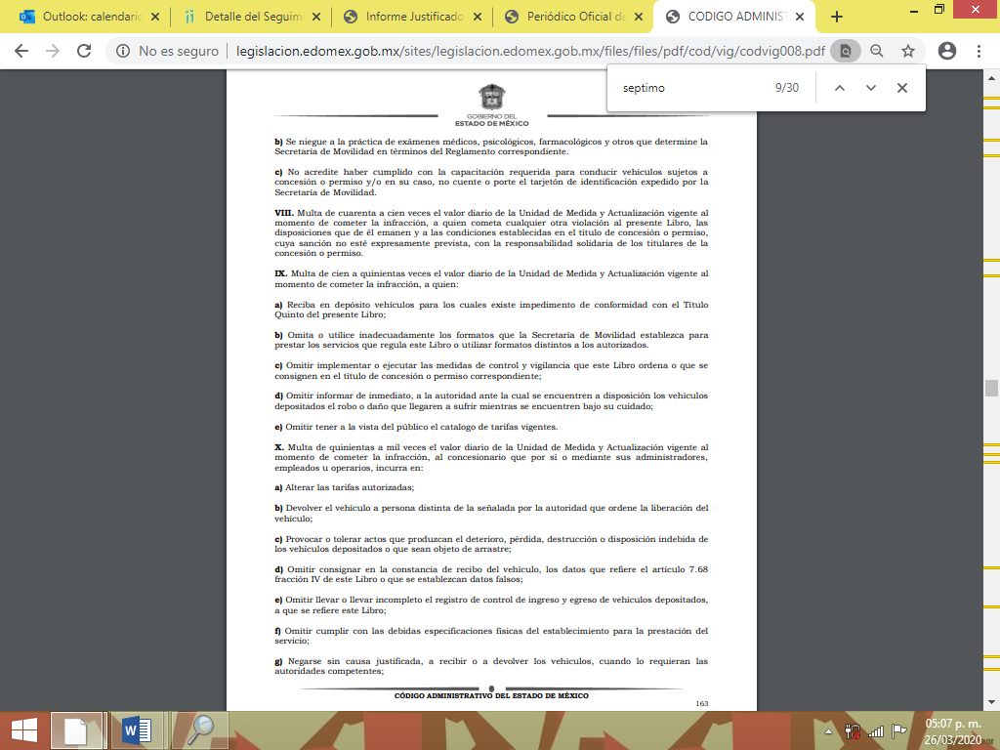 Outlook: calendario
Detalle del Seguim
Informe Justificado
Periódico Oficial de
CODIGO ADMINIS
No es seguro
legislacion.edomex.gob.mx/sites/legislacion.edomex.gob.mx/files/files/pdf/cod/vig/codvig008.pdf
septimo
9/30
GOBIERNO DEL
ESTADO DE MÉXICO
b) Se niegue a la práctica de exámenes médicos, psicológicos, farmacológicos y otros que determine la
Secretaría de Movilidad en términos del Reglamento correspondiente.
c) No acredite haber cumplido con la capacitación requerida para conducir vehículos sujetos a
concesión o permiso y/o en su caso, no cuente o porte el tarjetón de identificación expedido por la
Secretaría de Movilidad.
VIII. Multa de cuarenta a cien veces el valor diario de la Unidad de Medida y Actualización vigente al
momento de cometer la infracción, a quien cometa cualquier otra violación al presente Libro, las
disposiciones que de él emanen y a las condiciones establecidas en el título de concesión o permiso,
cuya sanción no esté expresamente prevista, con la responsabilidad solidaria de los titulares de la
concesión o permiso.
IX. Multa de cien a quinientas veces el valor diario de la Unidad de Medida y Actualización vigente al
momento de cometer la infracción, a quien:
a) Reciba en depósito vehículos para los cuales existe impedimento de conformidad con el Título
Quinto del presente Libro;
b) Omita o utilice inadecuadamente los formatos que la Secretaría de Movilidad establezca para
prestar los servicios que regula este Libro o utilizar formatos distintos a los autorizados.
c) Omitir implementar o ejecutar las medidas de control y vigilancia que este Libro ordena o que se
consignen en el título de concesión o permiso correspondiente;
d) Omitir informar de inmediato, a la autoridad ante la cual se encuentren a disposición los vehículos
depositados el robo o daño que llegaren a sufrir mientras se encuentren bajo su cuidado;
e) Omitir tener a la vista del público el catalogo de tarifas vigentes.
X. Multa de quinientas a mil veces el valor diario de la Unidad de Medida y Actualización vigente al
momento de cometer la infracción, al concesionario que por sí o mediante sus administradores,
empleados u operarios, incurra en:
a) Alterar las tarifas autorizadas;
b) Devolver el vehículo a persona distinta de la señalada por la autoridad que ordene la liberación del
vehículo;
c) Provocar o tolerar actos que produzcan el deterioro, pérdida, destrucción o disposición indebida de
los vehículos depositados o que sean objeto de arrastre;
d) Omitir consignar en la constancia de recibo del vehículo, los datos que refiere el artículo 7.68
fracción IV de este Libro o que se establezcan datos falsos;
e) Omitir llevar o llevar incompleto el registro de control de ingreso y egreso de vehículos depositados,
a que se refiere este Libro;
f) Omitir cumplir con las debidas especificaciones físicas del establecimiento para la prestación del
servicio;
g) Negarse sin causa justificada, a recibir o a devolver los vehículos, cuando lo requieran las
autoridades competentes;
CÓDIGO ADMINISTRATIVO DEL ESTADO DE MÉXICO
163
05:07 p. m.
26/03/2020